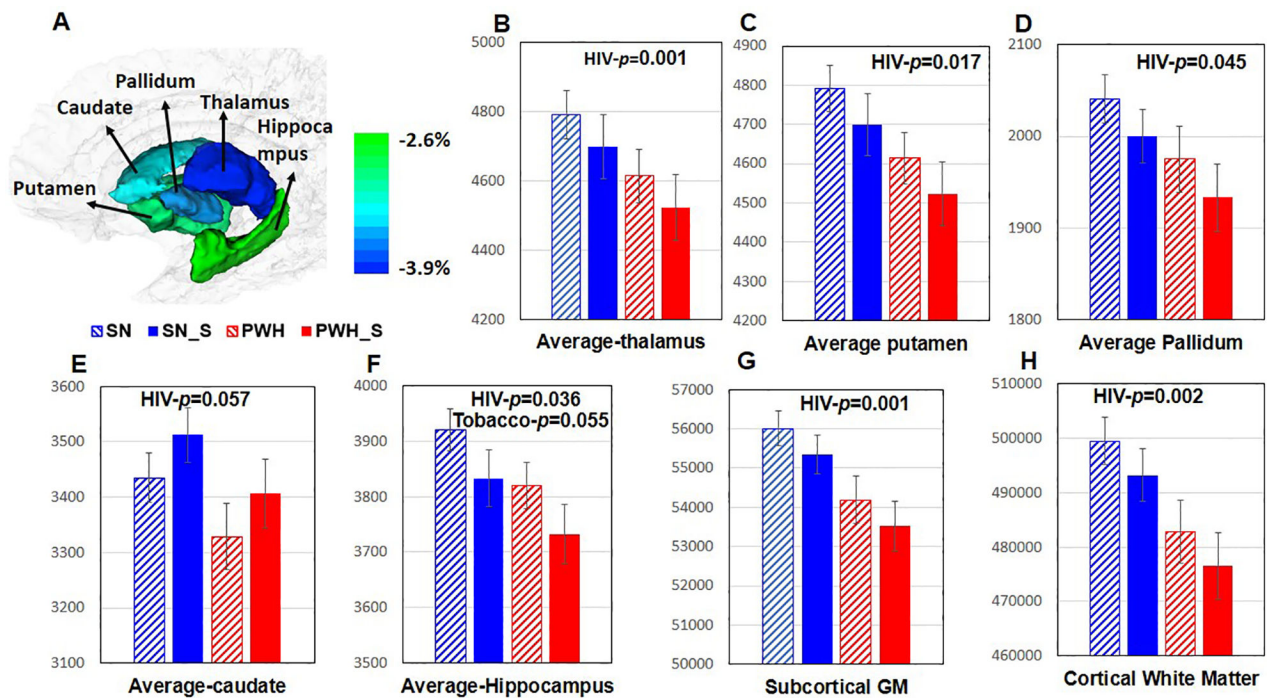 A
Pallidum
Caudate
Thalamus
Hippoca
mpus
Putamen
-2.6%
-3.9%
SN SN_S PWH PWH_S
B
HIV-p=0.001
5000
4800
4600
4400
4200
Average-thalamus
C
HIV-p=0.017
4900
4800
4700
4600
4500
4400
4300
4200
Average putamen
D
HIV-p=0.045
2100
2000
1900
1800
Average Pallidum
E
HIV-p=0.057
3600
3500
3400
3300
3200
3100
Average-caudate
F
HIV-p=0.036
Tobacco-p=0.055
4000
3900
3800
3700
3600
3500
Average-Hippocampus
G
HIV-p=0.001
57000
56000
55000
54000
53000
52000
51000
50000
Subcortical GM
H
HIV-p=0.002
510000
500000
490000
480000
470000
460000
Cortical White Matter